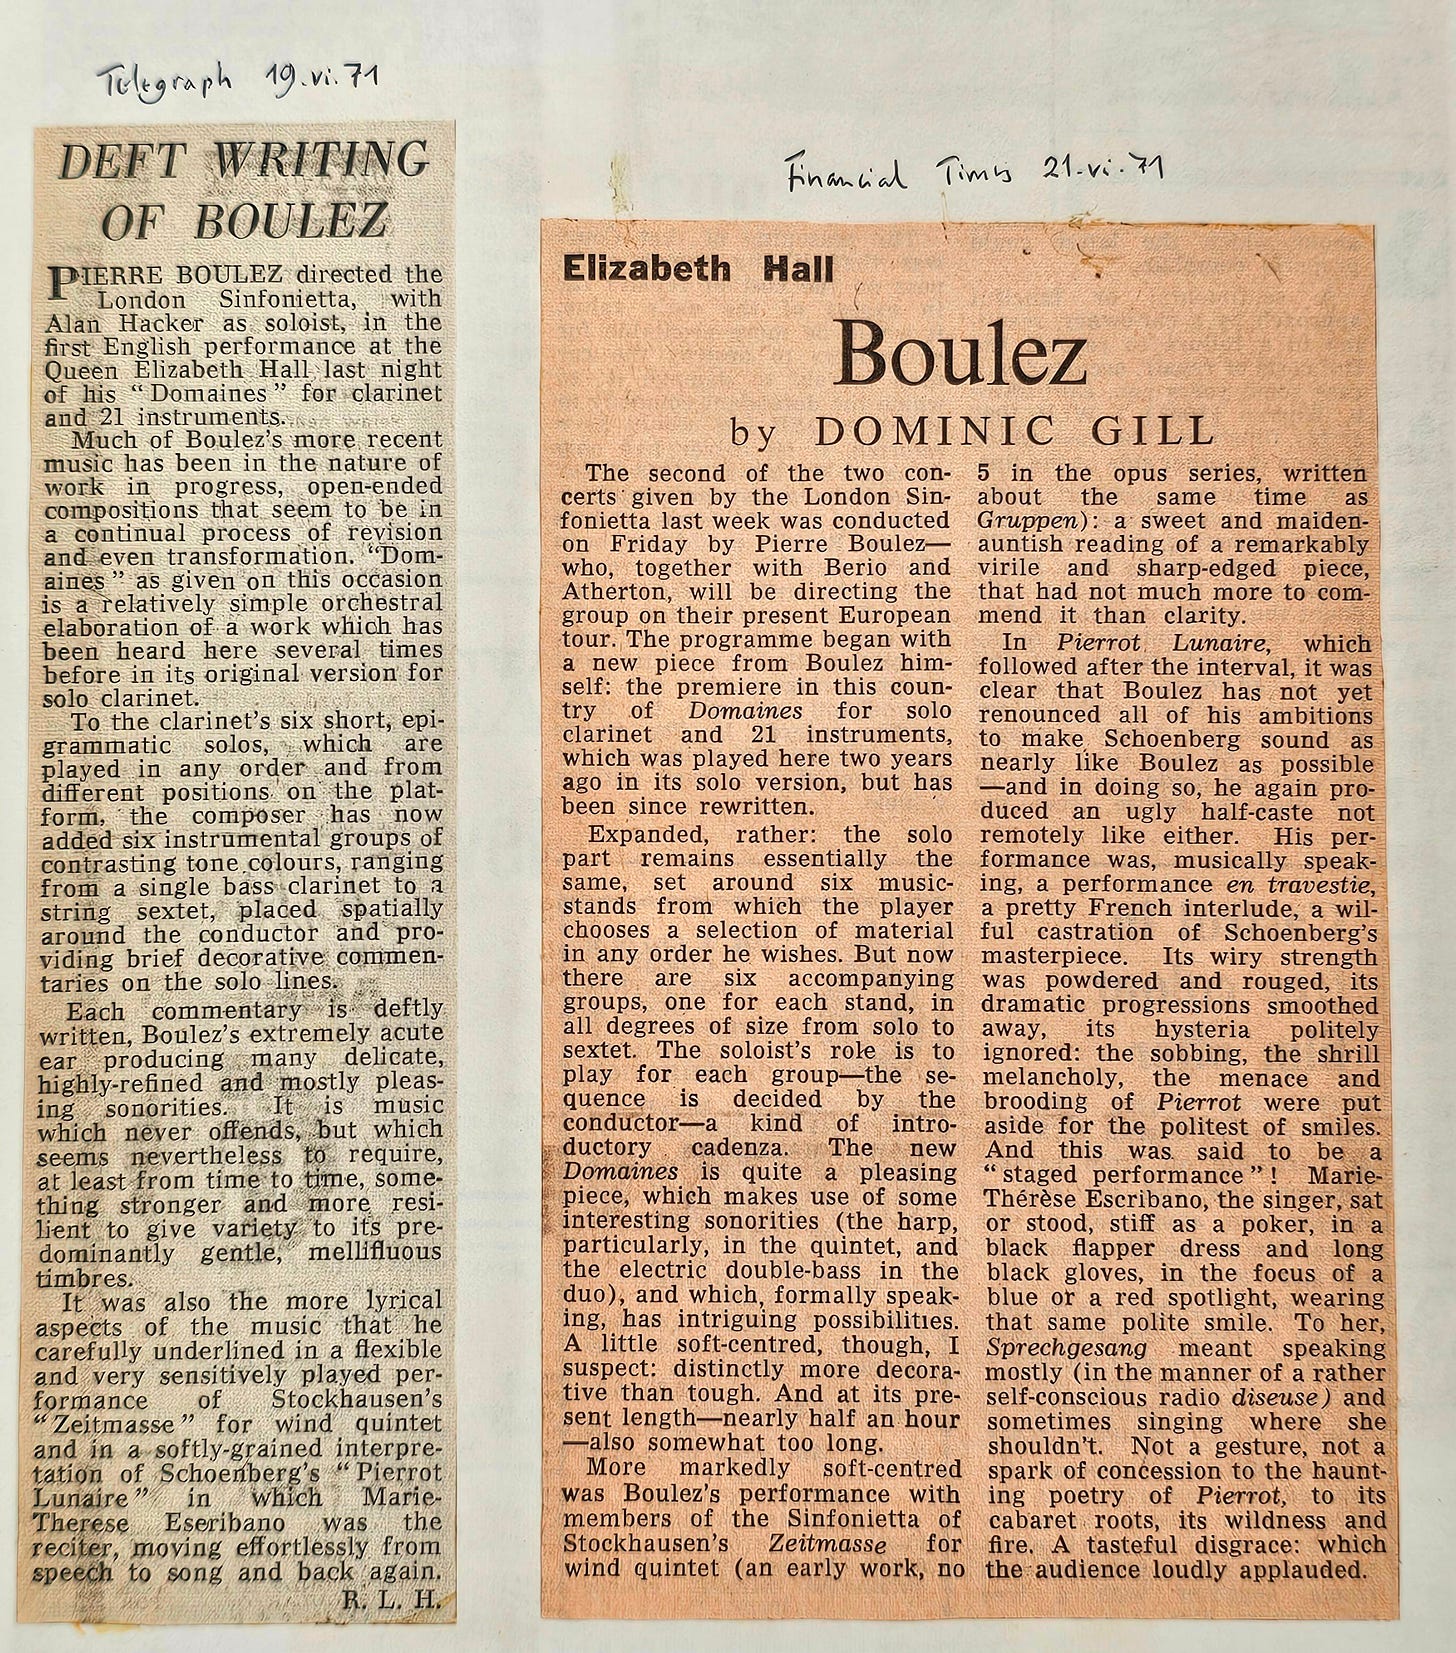 Telegraph 19.vi.71
DEFT WRITING
OF BOULEZ
PIERRE BOULEZ directed the
London Sinfonietta, with
Alan Hacker as soloist, in the
first English performance at the
Queen Elizabeth Hall last night
of his “Domaines” for clarinet
and 21 instruments.
Much of Boulez’s more recent
music has been in the nature of
work in progress, open-ended
compositions that seem to be in
a continual process of revision
and even transformation. “Dom-
aines” as given on this occasion
is a relatively simple orchestral
elaboration of a work which has
been heard here several times
before in its original version for
solo clarinet.
To the clarinet’s six short, epi-
grammatic solos, which are
played in any order and from
different positions on the plat-
form, the composer has now
added six instrumental groups of
contrasting tone colours, ranging
from a single bass clarinet to a
string sextet, placed spatially
around the conductor and pro-
viding brief decorative commen-
taries on the solo lines.
Each commentary is deftly
written, Boulez’s extremely acute
ear producing many delicate,
highly-refined and mostly pleas-
ing sonorities. It is music
which never offends, but which
seems nevertheless to require,
at least from time to time, some-
thing stronger and more resi-
lient to give variety to its pre-
dominantly gentle, mellifluous
timbres.
It was also the more lyrical
aspects of the music that he
carefully underlined in a flexible
and very sensitively played per-
formance of Stockhausen’s
“Zeitmasse” for wind quintet
and in a softly-grained interpre-
tation of Schoenberg’s “Pierrot
Lunaire” in which Marie-
Therese Escribano was the
reciter, moving effortlessly from
speech to song and back again.
R. L. H.
Financial Times 21.vi.71
Elizabeth Hall
Boulez
by DOMINIC GILL
The second of the two con-
certs given by the London Sin-
fonietta last week was conducted
on Friday by Pierre Boulez—
who, together with Berio and
Atherton, will be directing the
group on their present European
tour. The programme began with
a new piece from Boulez him-
self: the premiere in this coun-
try of Domaines for solo
clarinet and 21 instruments,
which was played here two years
ago in its solo version, but has
been since rewritten.
Expanded, rather: the solo
part remains essentially the
same, set around six music-
stands from which the player
chooses a selection of material
in any order he wishes. But now
there are six accompanying
groups, one for each stand, in
all degrees of size from solo to
sextet. The soloist’s role is to
play for each group—the se-
quence is decided by the
conductor—a kind of intro-
ductory cadenza. The new
Domaines is quite a pleasing
piece, which makes use of some
interesting sonorities (the harp,
particularly, in the quintet, and
the electric double-bass in the
duo), and which, formally speak-
ing, has intriguing possibilities.
A little soft-centred, though, I
suspect: distinctly more decora-
tive than tough. And at its pre-
sent length—nearly half an hour
—also somewhat too long.
More markedly soft-centred
was Boulez’s performance with
members of the Sinfonietta of
Stockhausen’s Zeitmasse for
wind quintet (an early work, no
5 in the opus series, written
about the same time as
Gruppen): a sweet and maiden-
auntish reading of a remarkably
virile and sharp-edged piece,
that had not much more to com-
mend it than clarity.
In Pierrot Lunaire, which
followed after the interval, it was
clear that Boulez has not yet
renounced all of his ambitions
to make Schoenberg sound as
nearly like Boulez as possible
—and in doing so, he again pro-
duced an ugly half-caste not
remotely like either. His per-
formance was, musically speak-
ing, a performance en travestie,
a pretty French interlude, a wil-
ful castration of Schoenberg’s
masterpiece. Its wiry strength
was powdered and rouged, its
dramatic progressions smoothed
away, its hysteria politely
ignored: the sobbing, the shrill
melancholy, the menace and
brooding of Pierrot were put
aside for the politest of smiles.
And this was said to be a
“staged performance”! Marie-
Thérèse Escribano, the singer, sat
or stood, stiff as a poker, in a
black flapper dress and long
black gloves, in the focus of a
blue or a red spotlight, wearing
that same polite smile. To her,
Sprechgesang meant speaking
mostly (in the manner of a rather
self-conscious radio diseuse) and
sometimes singing where she
shouldn’t. Not a gesture, not a
spark of concession to the haunt-
ing poetry of Pierrot, to its
cabaret roots, its wildness and
fire. A tasteful disgrace: which
the audience loudly applauded.